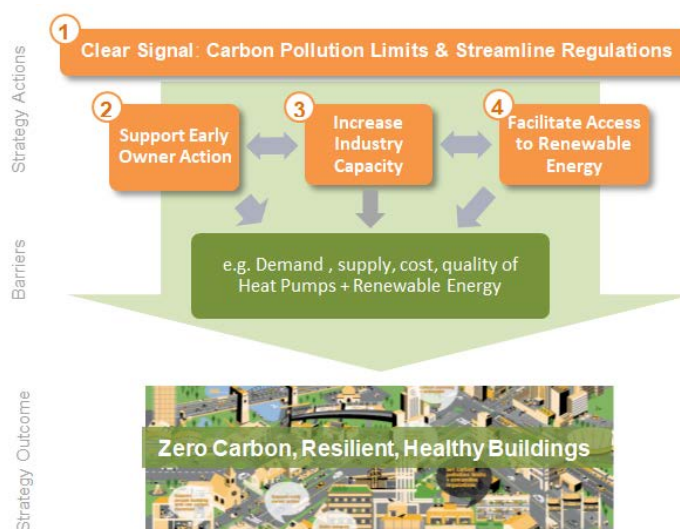 1
Clear Signal: Carbon Pollution Limits & Streamline Regulations
Strategy Actions
2
Support Early
Owner Action
3
Increase
Industry
Capacity
4
Facilitate Access
to Renewable
Energy
Barriers
e.g. Demand , supply, cost, quality of
Heat Pumps + Renewable Energy
Strategy Outcome
Zero Carbon, Resilient, Healthy Buildings